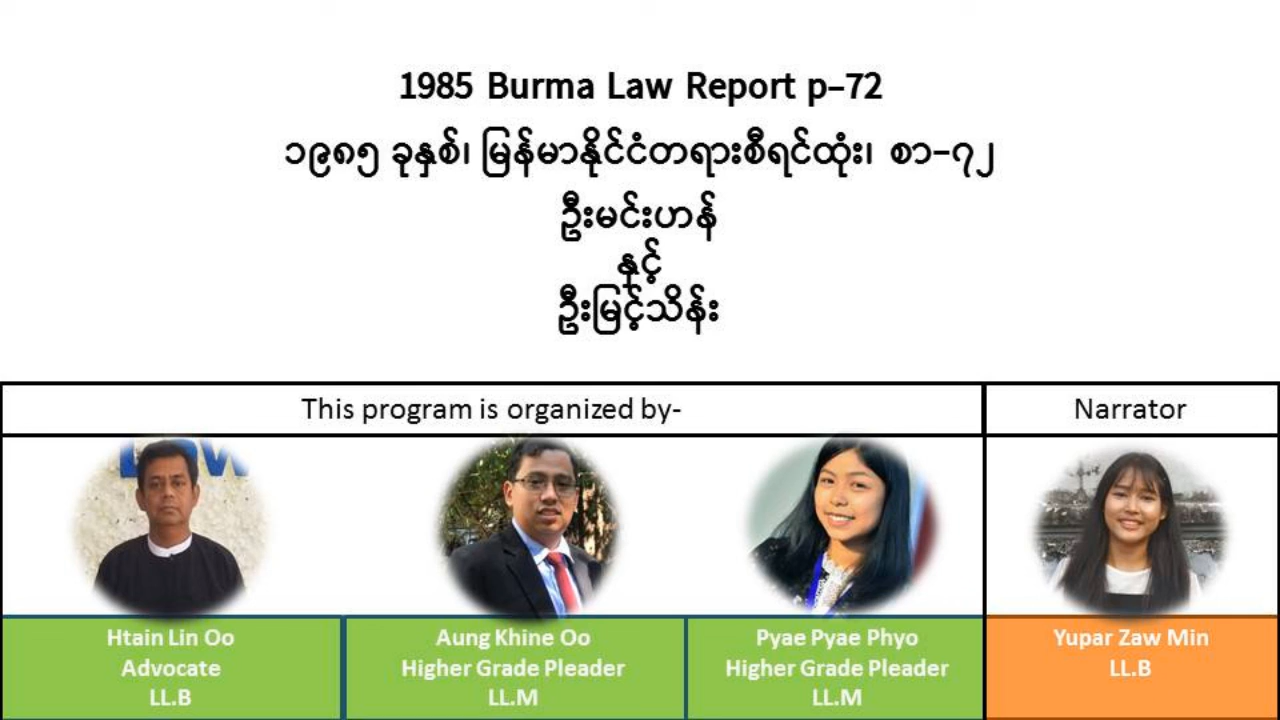 1985 Burma Law Report p-72
၁၉၈၅ ခုနှစ်၊ မြန်မာနိုင်ငံတရားစီရင်ထုံး၊ စာ-၇၂
ဦးမင်းဟန်
နှင့်
ဦးမြင့်သိန်း
This program is organized by-
Narrator
LAW
Htain Lin Oo
Advocate
LL.B
Aung Khine Oo
Higher Grade Pleader
LL.M
Pyae Pyae Phyo
Higher Grade Pleader
LL.M
Yupar Zaw Min
LL.B